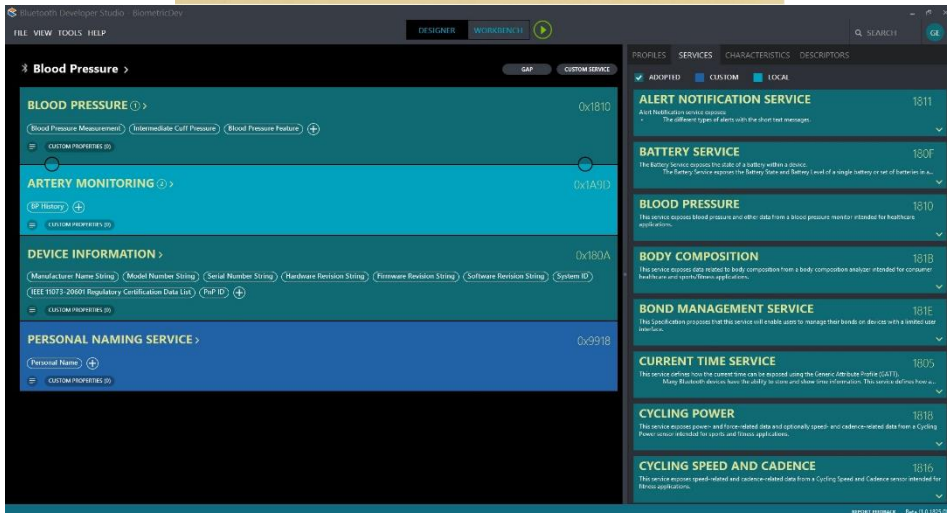 Bluetooth Developer Studio - BiometricDev
FILE VIEW TOOLS HELP
DESIGNER WORKBENCH
SEARCH
GE
Blood Pressure >
GAP CUSTOM SERVICE
BLOOD PRESSURE ① > 0x1810
Blood Pressure Measurement Intermediate Cuff Pressure Blood Pressure Feature
CUSTOM PROPERTIES (0)
ARTERY MONITORING ② > 0x1A9D
BP History
CUSTOM PROPERTIES (0)
DEVICE INFORMATION > 0x180A
Manufacturer Name String Model Number String Serial Number String Hardware Revision String Firmware Revision String Software Revision String System ID
IEEE 11073-20601 Regulatory Certification Data List PnP ID
CUSTOM PROPERTIES (0)
PERSONAL NAMING SERVICE > 0x9918
Personal Name
CUSTOM PROPERTIES (0)
PROFILES SERVICES CHARACTERISTICS DESCRIPTORS
ADOPTED CUSTOM LOCAL
ALERT NOTIFICATION SERVICE 1811
Alert Notification service exposes:
• The different types of alerts with the short text messages.
BATTERY SERVICE 180F
The Battery Service exposes the state of a battery within a device.
The Battery Service exposes the Battery State and Battery Level of a single battery or set of batteries in a...
BLOOD PRESSURE 1810
This service exposes blood pressure and other data from a blood pressure monitor intended for healthcare
applications.
BODY COMPOSITION 181B
This service exposes data related to body composition from a body composition analyzer intended for consumer
healthcare and sports/fitness applications.
BOND MANAGEMENT SERVICE 181E
This Specification proposes that this service will enable users to manage their bonds on devices with a limited user
interface.
CURRENT TIME SERVICE 1805
This service defines how the current time can be exposed using the Generic Attribute Profile (GATT).
Many Bluetooth devices have the ability to store and show time information. This service defines how a...
CYCLING POWER 1818
This service exposes power- and force-related data and optionally speed- and cadence-related data from a Cycling
Power sensor intended for sports and fitness applications.
CYCLING SPEED AND CADENCE 1816
This service exposes speed-related and cadence-related data from a Cycling Speed and Cadence sensor intended for
fitness applications.
REPORT FEEDBACK Beta